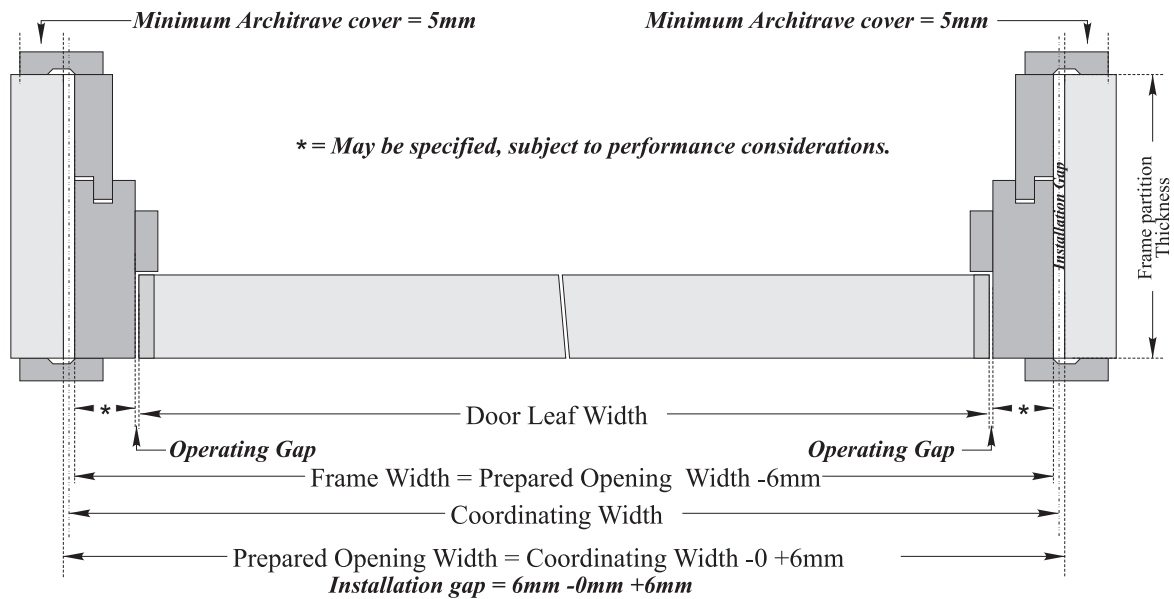 Minimum Architrave cover = 5mm
Minimum Architrave cover = 5mm
* = May be specified, subject to performance considerations.
Installation Gap
Frame partition
Thickness
*
Door Leaf Width
*
Operating Gap
Operating Gap
Frame Width = Prepared Opening Width -6mm
Coordinating Width
Prepared Opening Width = Coordinating Width -0 +6mm
Installation gap = 6mm -0mm +6mm